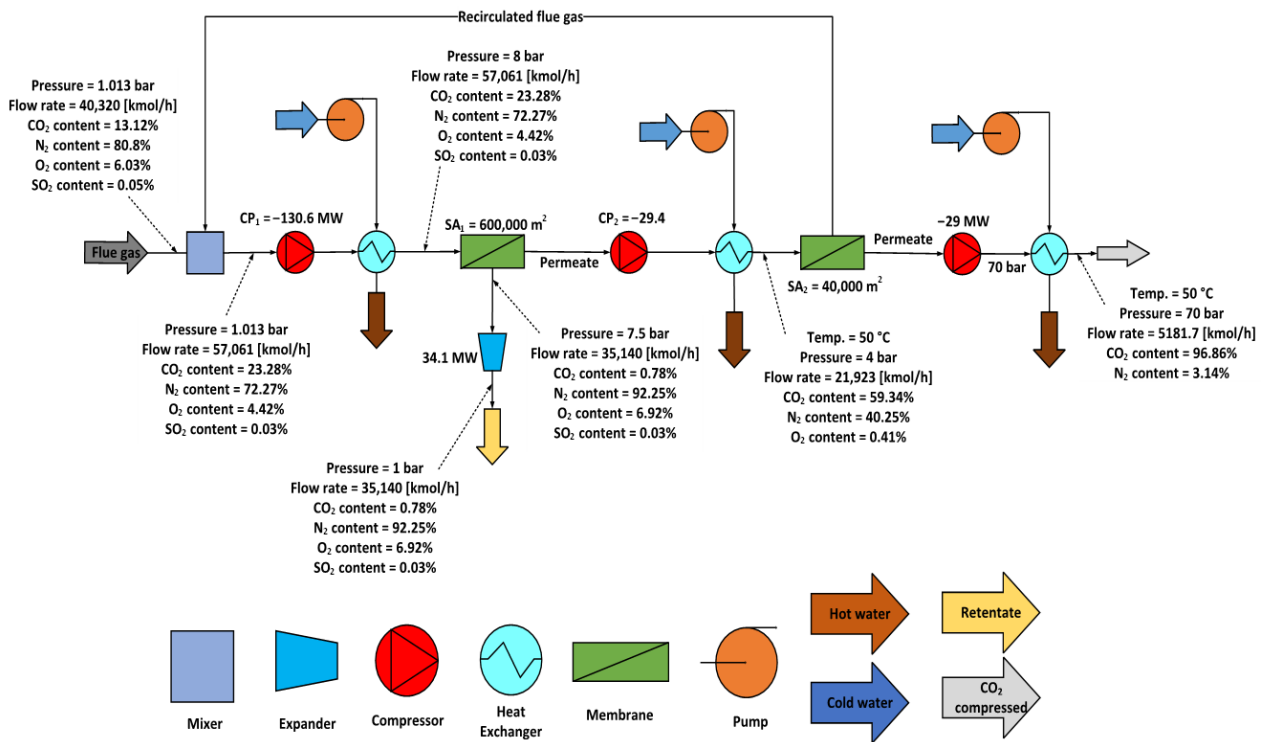 Recirculated flue gas
Pressure = 1.013 bar
Flow rate = 40,320 [kmol/h]
CO₂ content = 13.12%
N₂ content = 80.8%
O₂ content = 6.03%
SO₂ content = 0.05%
Pressure = 8 bar
Flow rate = 57,061 [kmol/h]
CO₂ content = 23.28%
N₂ content = 72.27%
O₂ content = 4.42%
SO₂ content = 0.03%
Flue gas
CP₁ = −130.6 MW
SA₁ = 600,000 m²
Permeate
CP₂ = −29.4
SA₂ = 40,000 m²
Permeate
−29 MW
70 bar
Pressure = 1.013 bar
Flow rate = 57,061 [kmol/h]
CO₂ content = 23.28%
N₂ content = 72.27%
O₂ content = 4.42%
SO₂ content = 0.03%
34.1 MW
Pressure = 7.5 bar
Flow rate = 35,140 [kmol/h]
CO₂ content = 0.78%
N₂ content = 92.25%
O₂ content = 6.92%
SO₂ content = 0.03%
Temp. = 50 °C
Pressure = 4 bar
Flow rate = 21,923 [kmol/h]
CO₂ content = 59.34%
N₂ content = 40.25%
O₂ content = 0.41%
Temp. = 50 °C
Pressure = 70 bar
Flow rate = 5181.7 [kmol/h]
CO₂ content = 96.86%
N₂ content = 3.14%
Pressure = 1 bar
Flow rate = 35,140 [kmol/h]
CO₂ content = 0.78%
N₂ content = 92.25%
O₂ content = 6.92%
SO₂ content = 0.03%
Mixer
Expander
Compressor
Heat
Exchanger
Membrane
Pump
Hot water
Retentate
Cold water
CO₂
compressed